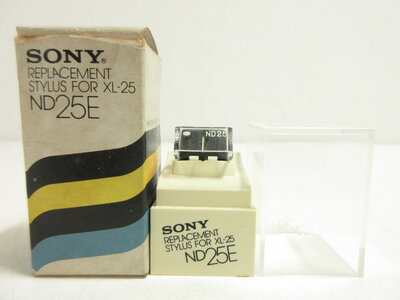 SONY®
REPLACEMENT
STYLUS FOR XL-25
ND25E
ND25
SONY
REPLACEMENT
STYLUS FOR XL-25
ND25E